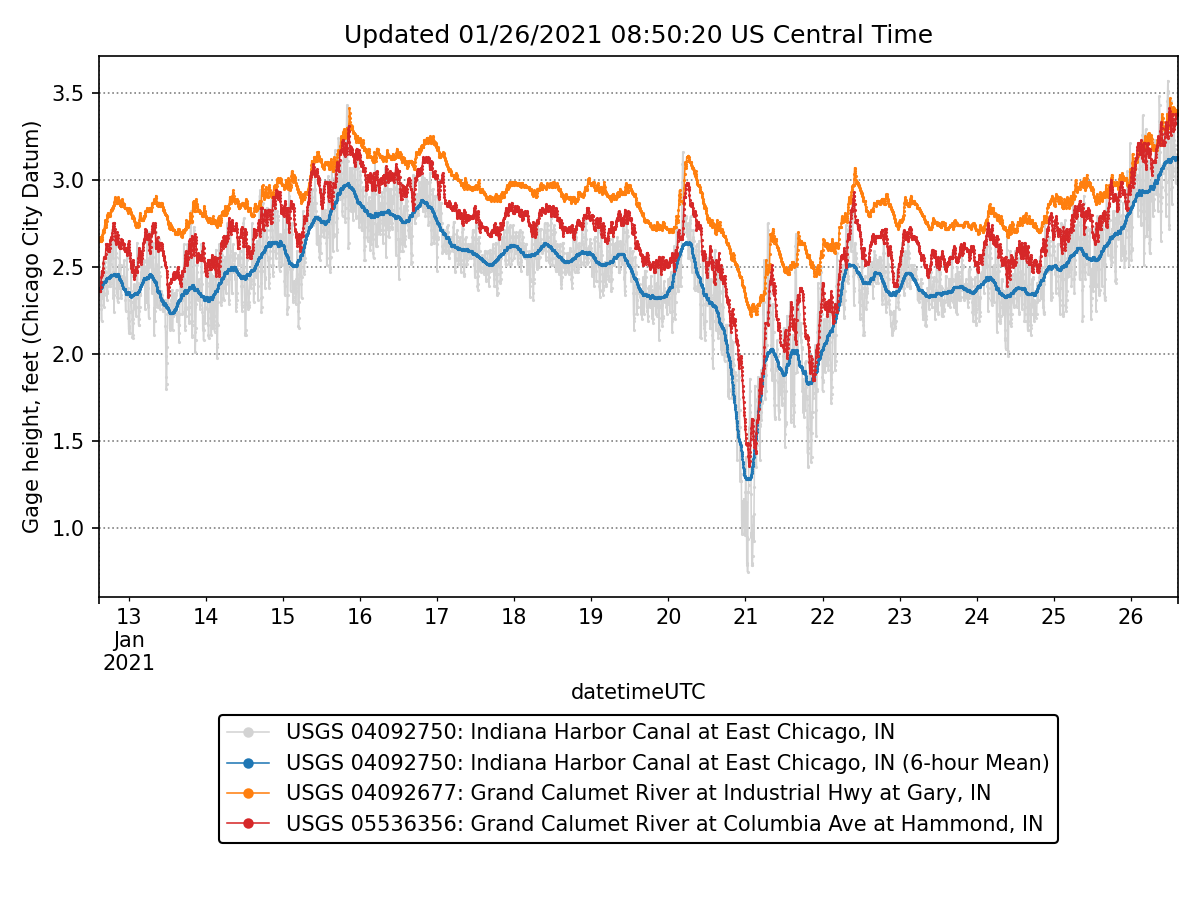 Updated 01/26/2021 08:50:20 US Central Time
Gage height, feet (Chicago City Datum)
3.5
3.0
2.5
2.0
1.5
1.0
13 14 15 16 17 18 19 20 21 22 23 24 25 26
Jan
2021
datetimeUTC
USGS 04092750: Indiana Harbor Canal at East Chicago, IN
USGS 04092750: Indiana Harbor Canal at East Chicago, IN (6-hour Mean)
USGS 04092677: Grand Calumet River at Industrial Hwy at Gary, IN
USGS 05536356: Grand Calumet River at Columbia Ave at Hammond, IN